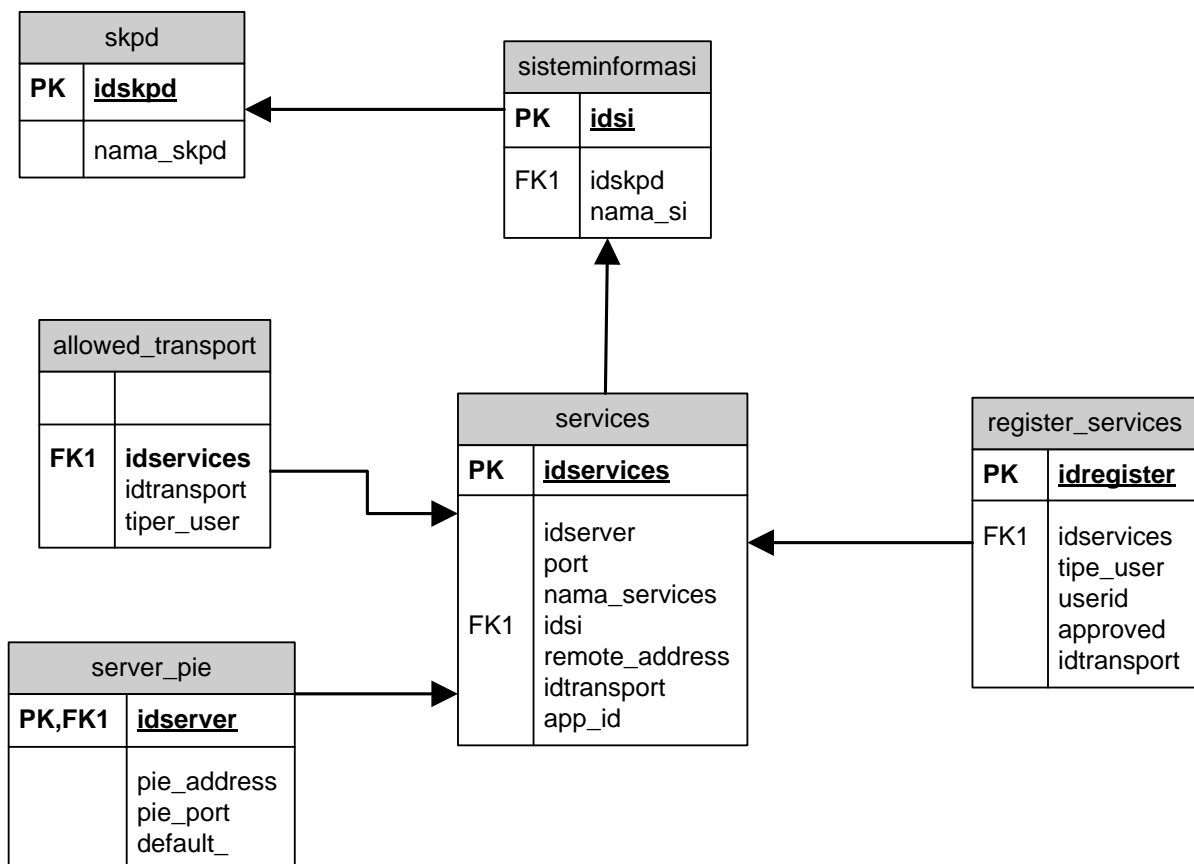 skpd
PK idskpd
nama_skpd
sisteminformasi
PK idsi
FK1 idskpd
nama_si
allowed_transport
FK1 idservices
idtransport
tiper_user
services
PK idservices
idserver
port
nama_services
FK1 idsi
remote_address
idtransport
app_id
register_services
PK idregister
FK1 idservices
tipe_user
userid
approved
idtransport
server_pie
PK,FK1 idserver
pie_address
pie_port
default_